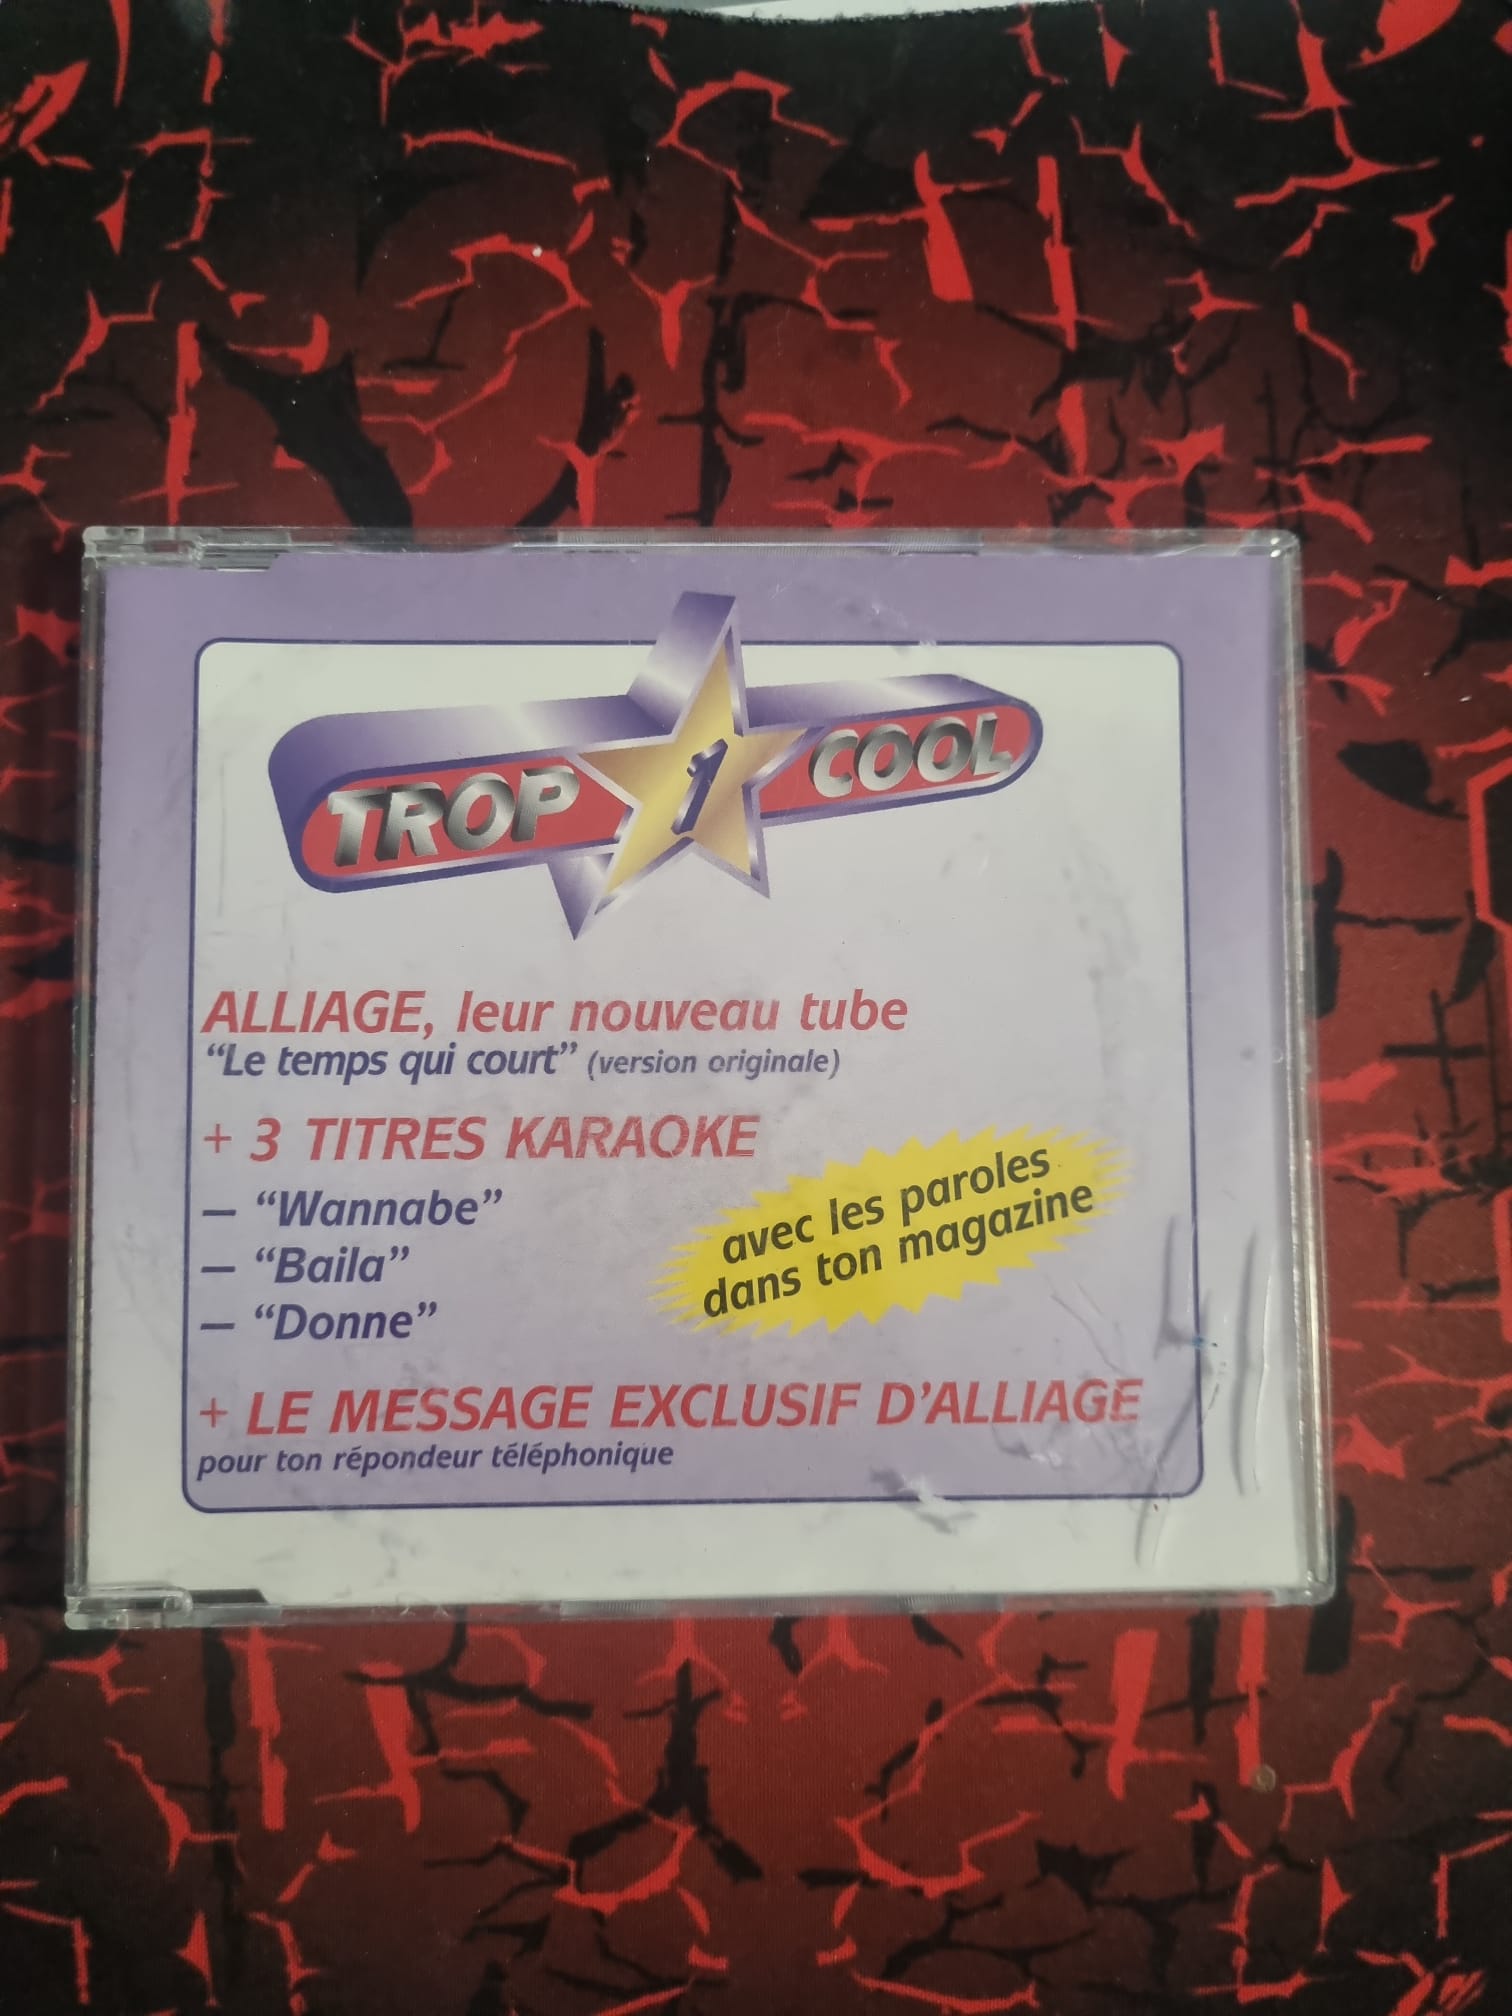 TROP 1 COOL
ALLIAGE, leur nouveau tube
“Le temps qui court” (version originale)
+ 3 TITRES KARAOKE
– “Wannabe”
– “Baila”
– “Donne”
avec les paroles
dans ton magazine
+ LE MESSAGE EXCLUSIF D’ALLIAGE
pour ton répondeur téléphonique